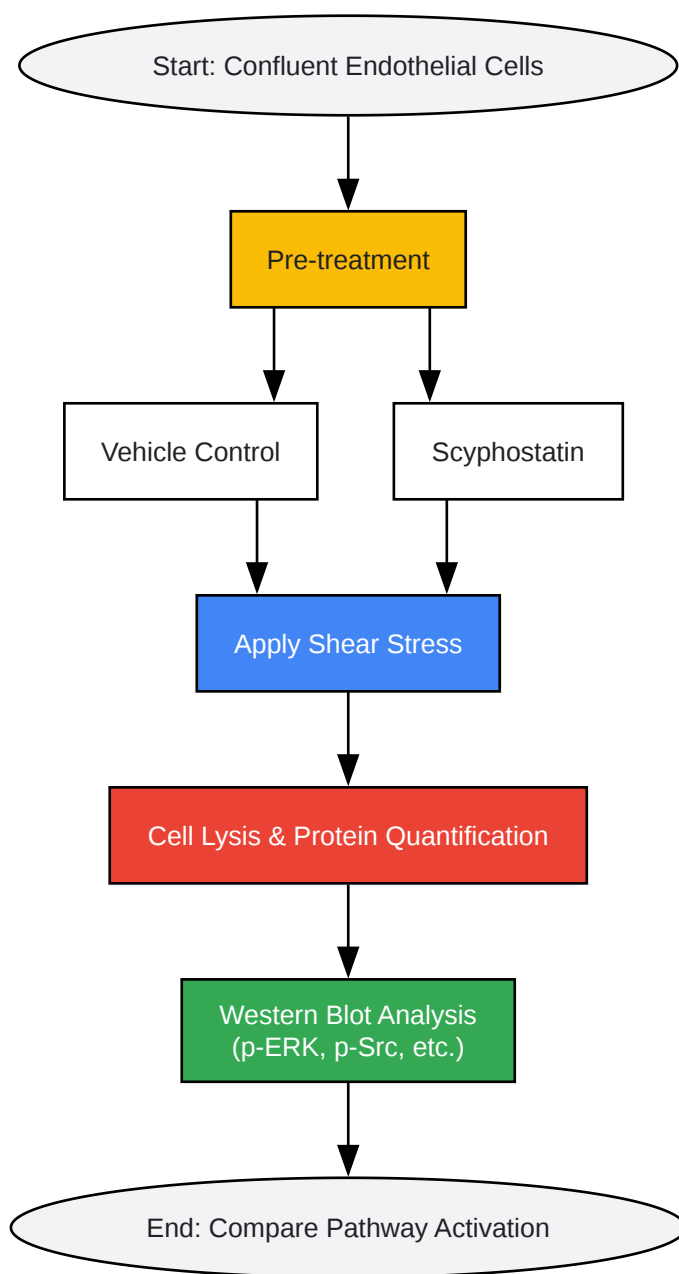 Start: Confluent Endothelial Cells
Pre-treatment
Vehicle Control
Scyphostatin
Apply Shear Stress
Cell Lysis & Protein Quantification
Western Blot Analysis
(p-ERK, p-Src, etc.)
End: Compare Pathway Activation